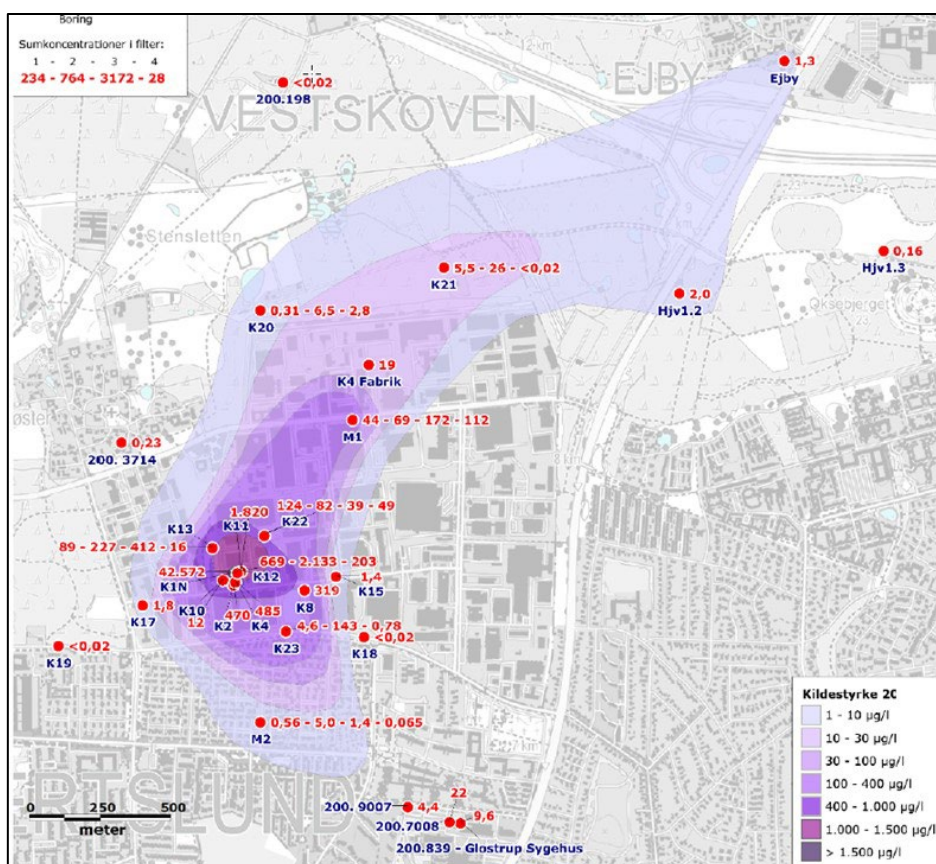 Boring
Sumkoncentrationer i filter:
1 - 2 - 3 - 4
234 - 764 - 3172 - 28
12 km
EJBY
1,3
Ejby
<0,02
200.198
VESTSKOVEN
Stensletten
0,16
Hjv1.3
5,5 - 26 - <0,02
K21
2,0
Hjv1.2
Oksebjerget
0,31 - 6,5 - 2,8
K20
19
K4 Fabrik
44 - 69 - 172 - 112
M1
0,23
200. 3714
1.820
124 - 82 - 39 - 49
K13
K11
K22
89 - 227 - 412 - 16
669 - 2.133 - 203
42.572
K12
1,4
K1N
K15
319
K8
1,8
K17
K10
12
K2
470
485
K4
4,6 - 143 - 0,78
K23
<0,02
K18
<0,02
K19
Kildestyrke 20
1 - 10 µg/l
10 - 30 µg/l
30 - 100 µg/l
100 - 400 µg/l
400 - 1.000 µg/l
1.000 - 1.500 µg/l
> 1.500 µg/l
0,56 - 5,0 - 1,4 - 0,065
M2
ERTSLUND
0 250 500
meter
22
200. 9007
4,4
200.7008
9,6
200.839 - Glostrup Sygehus